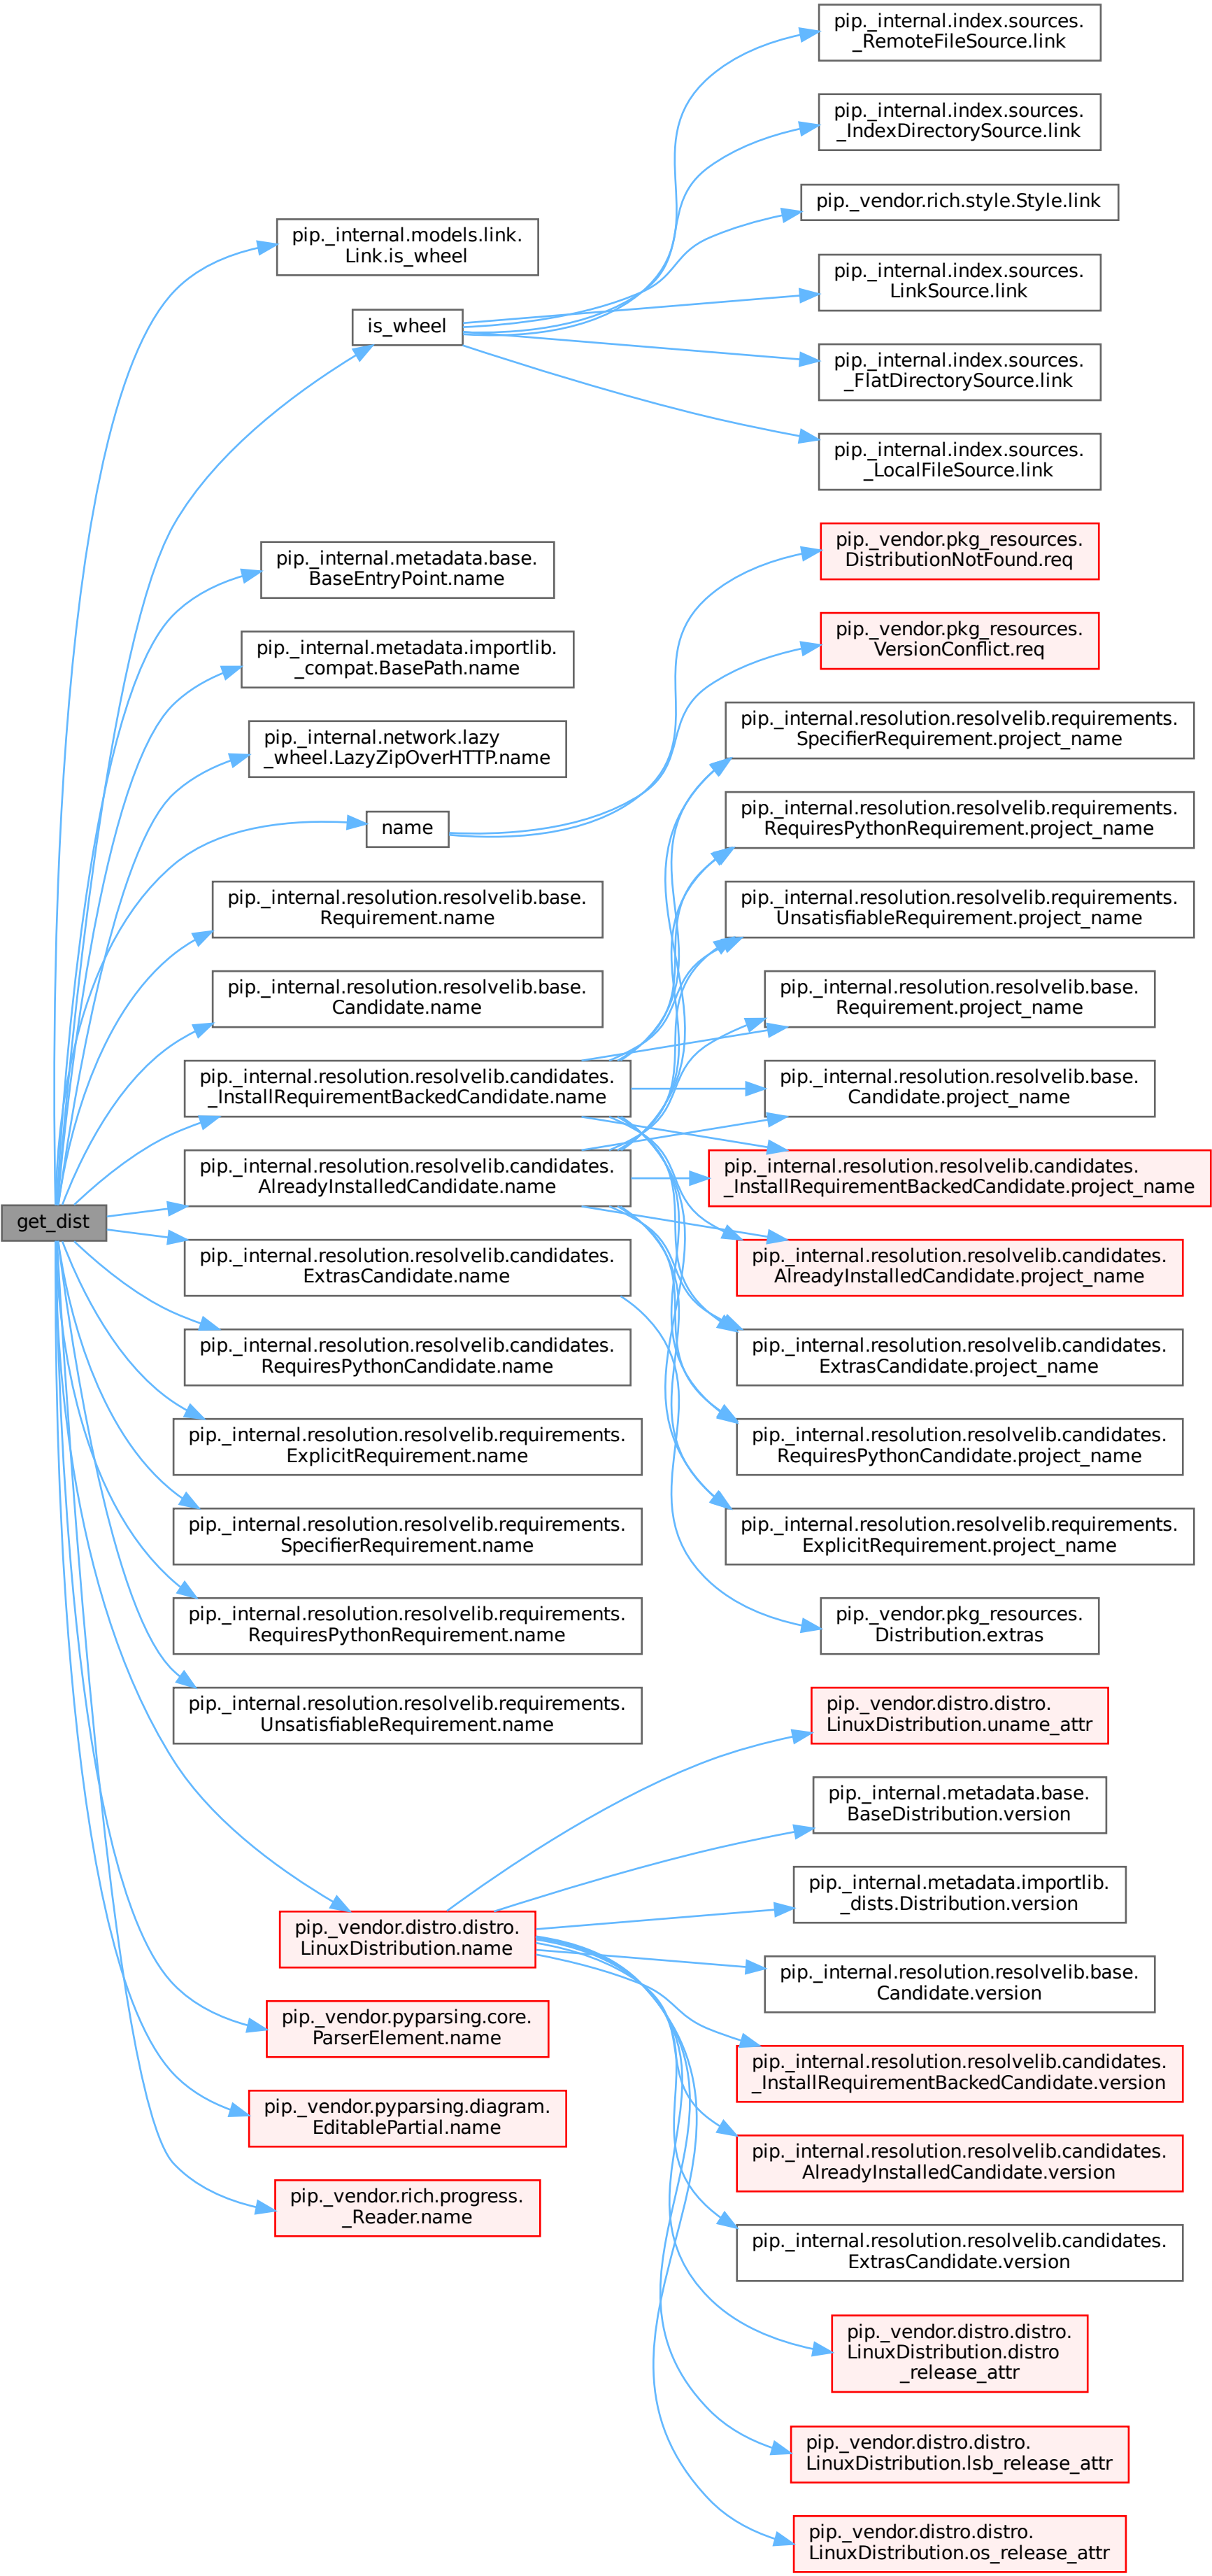 get_dist
pip._internal.models.link.
Link.is_wheel
is_wheel
pip._internal.metadata.base.
BaseEntryPoint.name
pip._internal.metadata.importlib.
_compat.BasePath.name
pip._internal.network.lazy
_wheel.LazyZipOverHTTP.name
name
pip._internal.resolution.resolvelib.base.
Requirement.name
pip._internal.resolution.resolvelib.base.
Candidate.name
pip._internal.resolution.resolvelib.candidates.
_InstallRequirementBackedCandidate.name
pip._internal.resolution.resolvelib.candidates.
AlreadyInstalledCandidate.name
pip._internal.resolution.resolvelib.candidates.
ExtrasCandidate.name
pip._internal.resolution.resolvelib.candidates.
RequiresPythonCandidate.name
pip._internal.resolution.resolvelib.requirements.
ExplicitRequirement.name
pip._internal.resolution.resolvelib.requirements.
SpecifierRequirement.name
pip._internal.resolution.resolvelib.requirements.
RequiresPythonRequirement.name
pip._internal.resolution.resolvelib.requirements.
UnsatisfiableRequirement.name
pip._vendor.distro.distro.
LinuxDistribution.name
pip._vendor.pyparsing.core.
ParserElement.name
pip._vendor.pyparsing.diagram.
EditablePartial.name
pip._vendor.rich.progress.
_Reader.name
pip._internal.index.sources.
_RemoteFileSource.link
pip._internal.index.sources.
_IndexDirectorySource.link
pip._vendor.rich.style.Style.link
pip._internal.index.sources.
LinkSource.link
pip._internal.index.sources.
_FlatDirectorySource.link
pip._internal.index.sources.
_LocalFileSource.link
pip._vendor.pkg_resources.
DistributionNotFound.req
pip._vendor.pkg_resources.
VersionConflict.req
pip._internal.resolution.resolvelib.requirements.
SpecifierRequirement.project_name
pip._internal.resolution.resolvelib.requirements.
RequiresPythonRequirement.project_name
pip._internal.resolution.resolvelib.requirements.
UnsatisfiableRequirement.project_name
pip._internal.resolution.resolvelib.base.
Requirement.project_name
pip._internal.resolution.resolvelib.base.
Candidate.project_name
pip._internal.resolution.resolvelib.candidates.
_InstallRequirementBackedCandidate.project_name
pip._internal.resolution.resolvelib.candidates.
AlreadyInstalledCandidate.project_name
pip._internal.resolution.resolvelib.candidates.
ExtrasCandidate.project_name
pip._internal.resolution.resolvelib.candidates.
RequiresPythonCandidate.project_name
pip._internal.resolution.resolvelib.requirements.
ExplicitRequirement.project_name
pip._vendor.pkg_resources.
Distribution.extras
pip._vendor.distro.distro.
LinuxDistribution.uname_attr
pip._internal.metadata.base.
BaseDistribution.version
pip._internal.metadata.importlib.
_dists.Distribution.version
pip._internal.resolution.resolvelib.base.
Candidate.version
pip._internal.resolution.resolvelib.candidates.
_InstallRequirementBackedCandidate.version
pip._internal.resolution.resolvelib.candidates.
AlreadyInstalledCandidate.version
pip._internal.resolution.resolvelib.candidates.
ExtrasCandidate.version
pip._vendor.distro.distro.
LinuxDistribution.distro
_release_attr
pip._vendor.distro.distro.
LinuxDistribution.lsb_release_attr
pip._vendor.distro.distro.
LinuxDistribution.os_release_attr